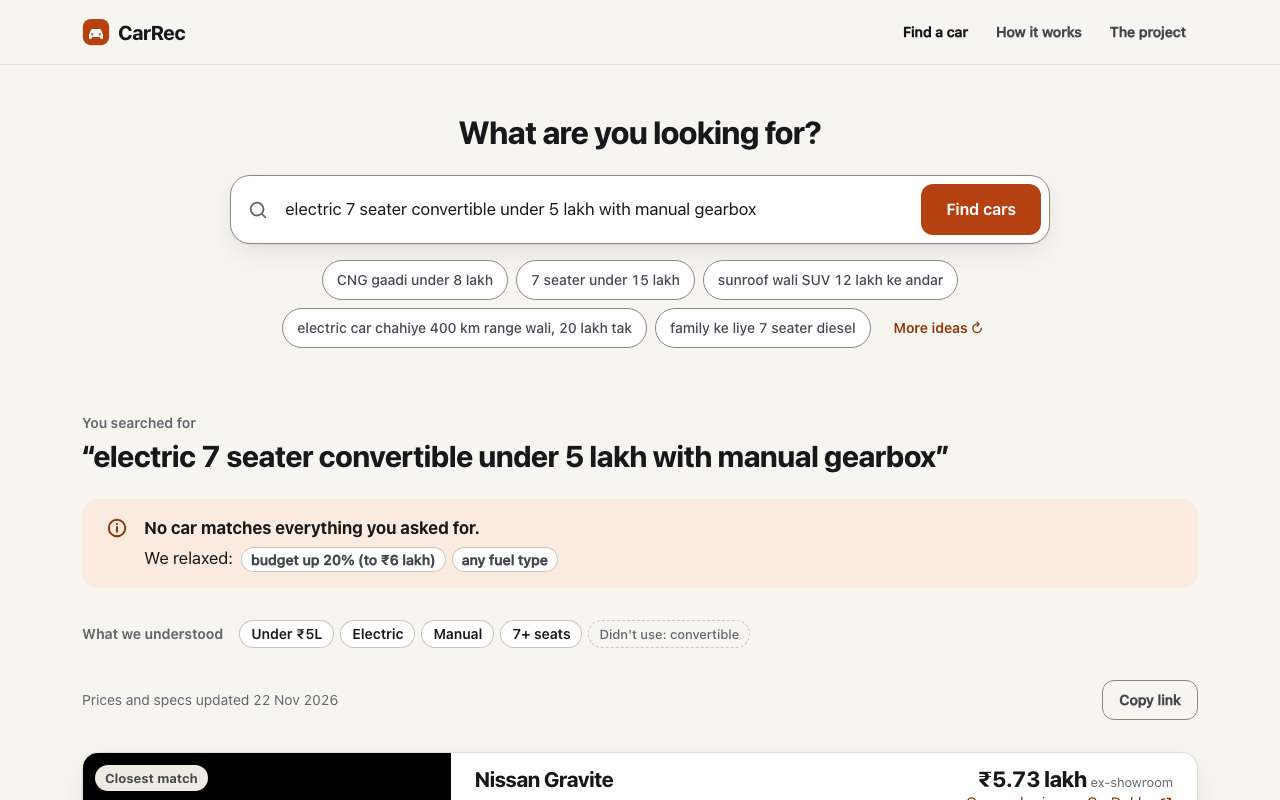 CarRec
Find a car
How it works
The project
What are you looking for?
electric 7 seater convertible under 5 lakh with manual gearbox
Find cars
CNG gaadi under 8 lakh
7 seater under 15 lakh
sunroof wali SUV 12 lakh ke andar
electric car chahiye 400 km range wali, 20 lakh tak
family ke liye 7 seater diesel
More ideas ↻
You searched for
“electric 7 seater convertible under 5 lakh with manual gearbox”
No car matches everything you asked for.
We relaxed: budget up 20% (to ₹6 lakh) any fuel type
What we understood
Under ₹5L
Electric
Manual
7+ seats
Didn't use: convertible
Prices and specs updated 22 Nov 2026
Copy link
Closest match
Nissan Gravite
₹5.73 lakh ex-showroom